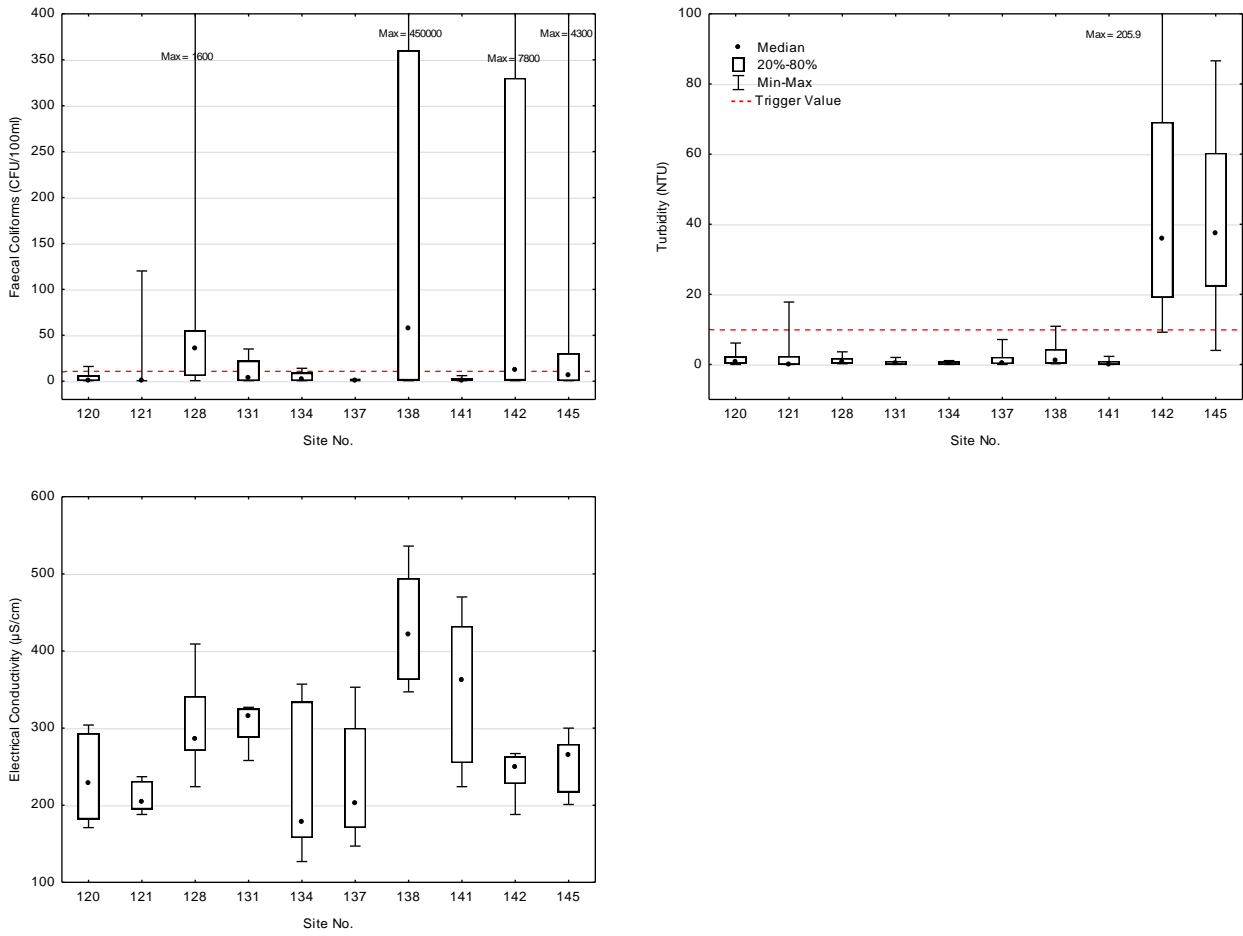 Faecal Coliforms (CFU/100ml)
400
350
300
250
200
150
100
50
0
Max= 1600
Max= 450000
Max= 7800
Max= 4300
120 121 128 131 134 137 138 141 142 145
Site No.
Turbidity (NTU)
100
80
60
40
20
0
Max= 205.9
Median
20%-80%
Min-Max
Trigger Value
120 121 128 131 134 137 138 141 142 145
Site No.
Electrical Conductivity (µS/cm)
600
500
400
300
200
100
120 121 128 131 134 137 138 141 142 145
Site No.